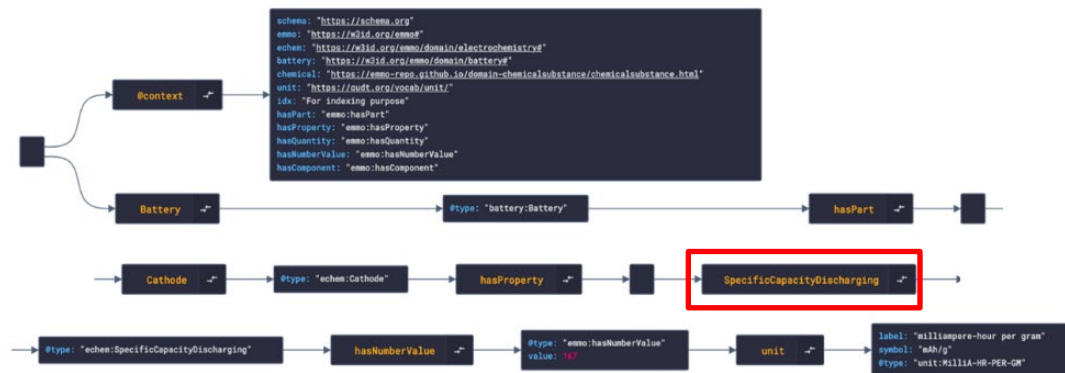 schema: "https://schema.org"
emmo: "https://w3id.org/emmo#"
echem: "https://w3id.org/emmo/domain/electrochemistry#"
battery: "https://w3id.org/emmo/domain/battery#"
chemical: "https://emmo-repo.github.io/domain-chemicalsubstance/chemicalsubstance.html"
unit: "https://qudt.org/vocab/unit/"
idx: "For indexing purpose"
hasPart: "emmo:hasPart"
hasProperty: "emmo:hasProperty"
hasQuantity: "emmo:hasQuantity"
hasNumberValue: "emmo:hasNumberValue"
hasComponent: "emmo:hasComponent"
@context
Battery
@type: "battery:Battery"
hasPart
Cathode
@type: "echem:Cathode"
hasProperty
SpecificCapacityDischarging
@type: "echem:SpecificCapacityDischarging"
hasNumberValue
@type: "emmo:hasNumberValue"
value: 167
unit
label: "milliampere-hour per gram"
symbol: "mAh/g"
@type: "unit:MilliA-HR-PER-GM"